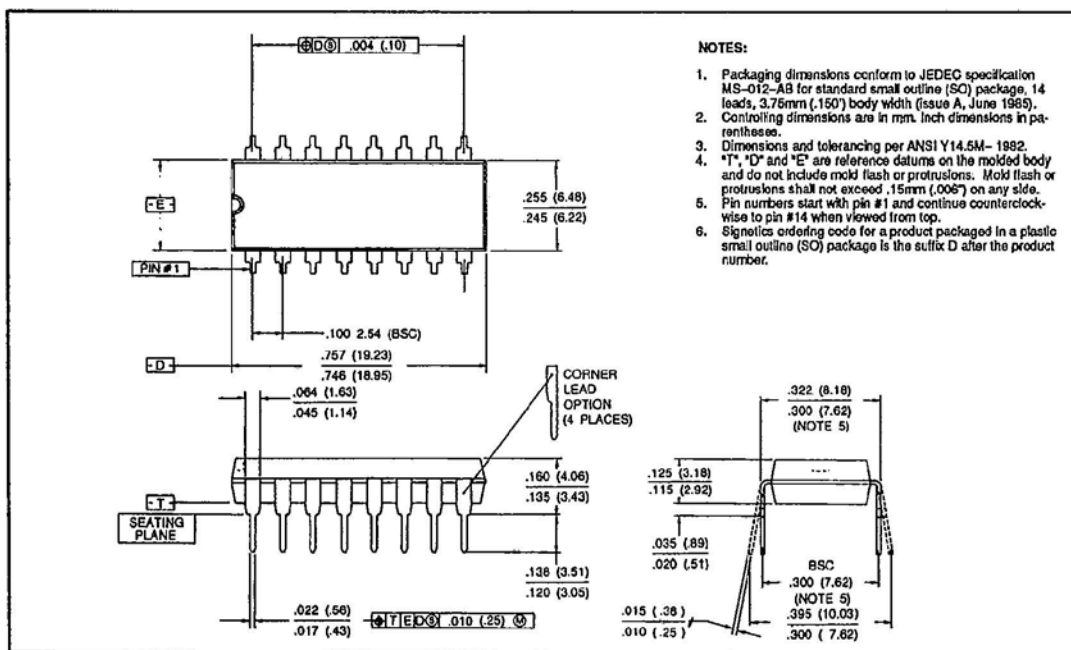 ⌖ D Ⓢ .004 (.10)
- E -
.255 (6.48)
.245 (6.22)
PIN #1
.100 2.54 (BSC)
- D -
.757 (19.23)
.746 (18.95)
.064 (1.63)
.045 (1.14)
CORNER
LEAD
OPTION
(4 PLACES)
.160 (4.06)
.135 (3.43)
- T -
SEATING
PLANE
.138 (3.51)
.120 (3.05)
.022 (.56)
.017 (.43)
⌖ T E D Ⓢ .010 (.25) Ⓜ
NOTES:
1. Packaging dimensions conform to JEDEC specification
MS-012-AB for standard small outline (SO) package, 14
leads, 3.75mm (.150') body width (issue A, June 1985).
2. Controlling dimensions are in mm. Inch dimensions in pa-
rentheses.
3. Dimensions and tolerancing per ANSI Y14.5M- 1982.
4. "T", "D" and "E" are reference datums on the molded body
and do not include mold flash or protrusions. Mold flash or
protrusions shall not exceed .15mm (.006") on any side.
5. Pin numbers start with pin #1 and continue counterclock-
wise to pin #14 when viewed from top.
6. Signetics ordering code for a product packaged in a plastic
small outline (SO) package is the suffix D after the product
number.
.322 (8.18)
.300 (7.62)
(NOTE 5)
.125 (3.18)
.115 (2.92)
.035 (.89)
.020 (.51)
BSC
.300 (7.62)
(NOTE 5)
.015 (.38)
.010 (.25)
.395 (10.03)
.300 ( 7.62)